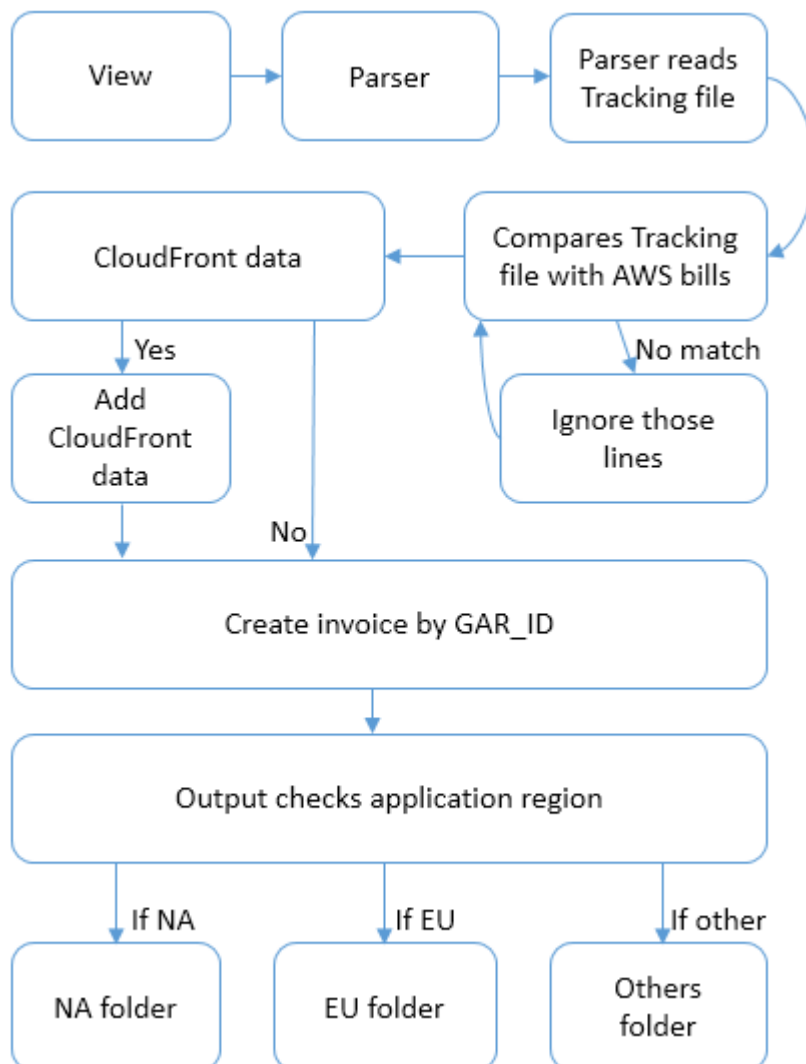 View
Parser
Parser reads
Tracking file
CloudFront data
Compares Tracking
file with AWS bills
Yes
No match
Add
CloudFront
data
Ignore those
lines
No
Create invoice by GAR_ID
Output checks application region
If NA
If EU
If other
NA folder
EU folder
Others
folder